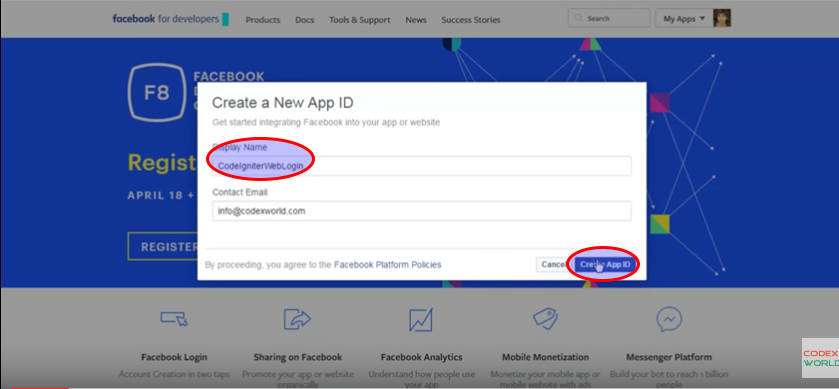 facebook for developers Products Docs Tools & Support News Success Stories Search My Apps
F8 FACEBOOK
Create a New App ID
Get started integrating Facebook into your app or website
Display Name
CodeIgniterWebLogin
Regist
Contact Email
APRIL 18 +
info@codexworld.com
REGISTER
By proceeding, you agree to the Facebook Platform Policies Cancel Create App ID
Facebook Login Sharing on Facebook Facebook Analytics Mobile Monetization Messenger Platform
Account Creation in two taps Promote your app or website Understand how people use Monetize your mobile app or Build your bot to reach 1 billion
organically your app mobile website with ads people
CODEX
WORLD